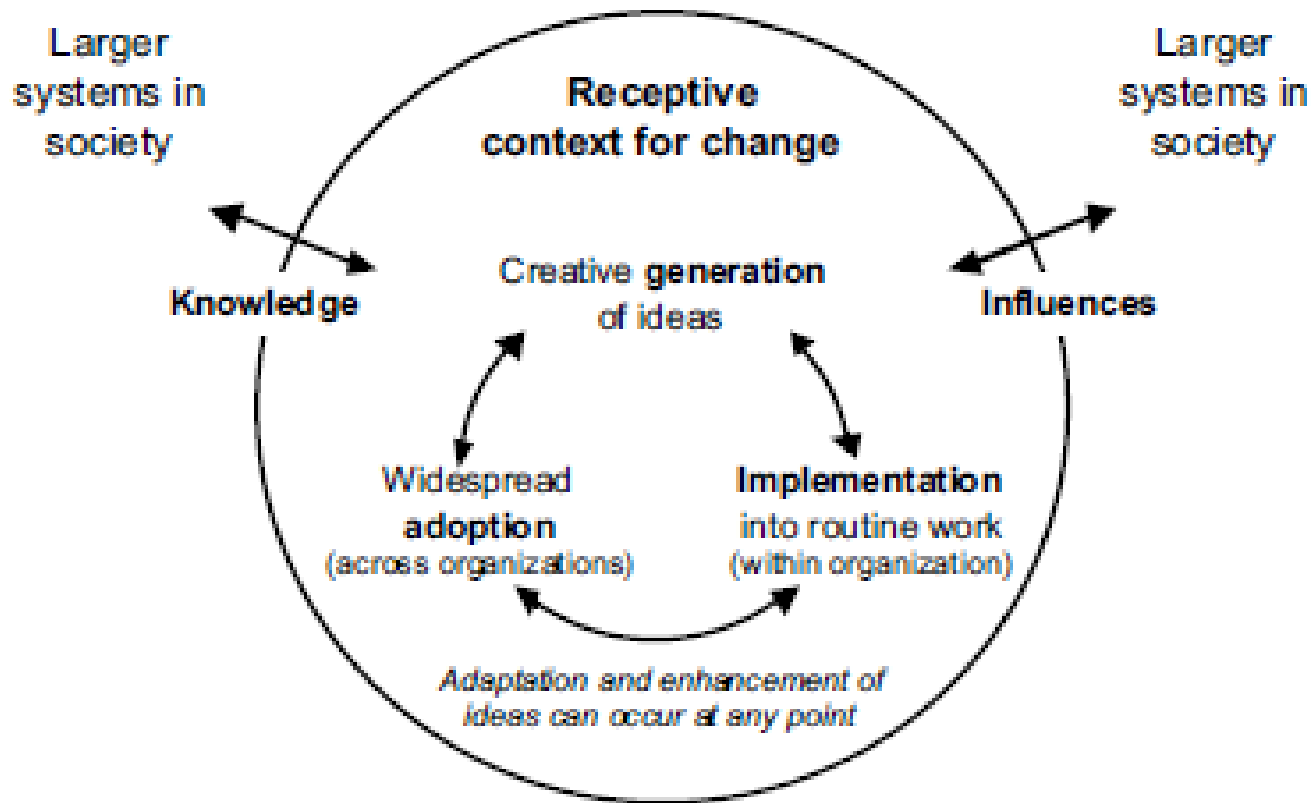 Larger
systems in
society
Larger
systems in
society
Receptive
context for change
Knowledge
Creative generation
of ideas
Influences
Widespread
adoption
(across organizations)
Implementation
into routine work
(within organization)
Adaptation and enhancement of
ideas can occur at any point